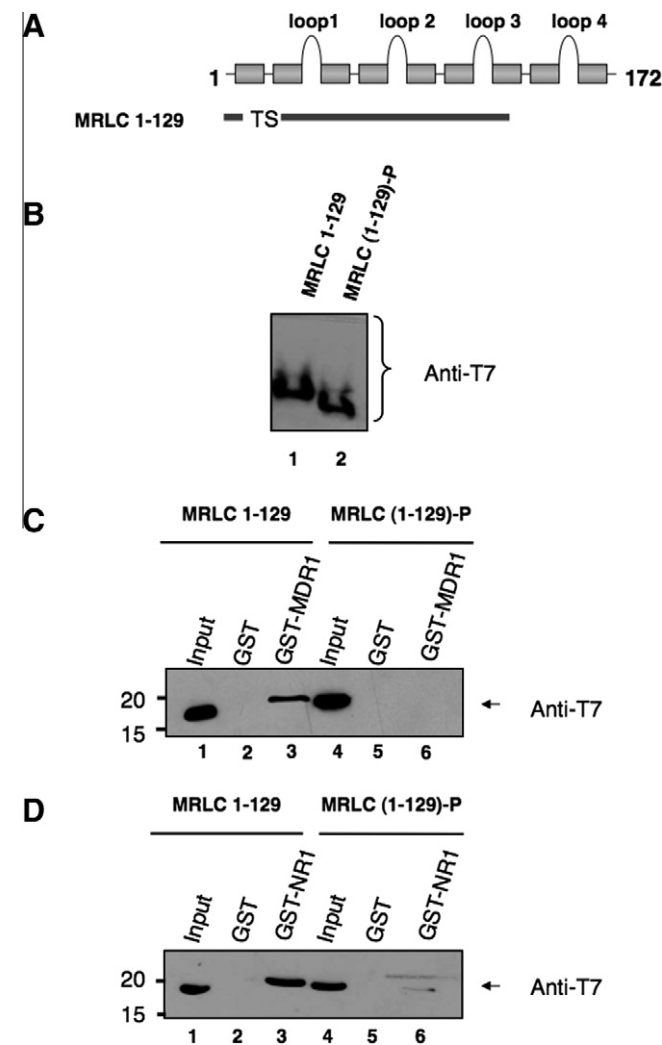 A
loop1 loop 2 loop 3 loop 4
1 172
MRLC 1-129 TS
B
MRLC 1-129
MRLC (1-129)-P
Anti-T7
1 2
C
MRLC 1-129 MRLC (1-129)-P
Input GST GST-MDR1 Input GST GST-MDR1
20
15
Anti-T7
1 2 3 4 5 6
D
MRLC 1-129 MRLC (1-129)-P
Input GST GST-NR1 Input GST GST-NR1
20
15
Anti-T7
1 2 3 4 5 6